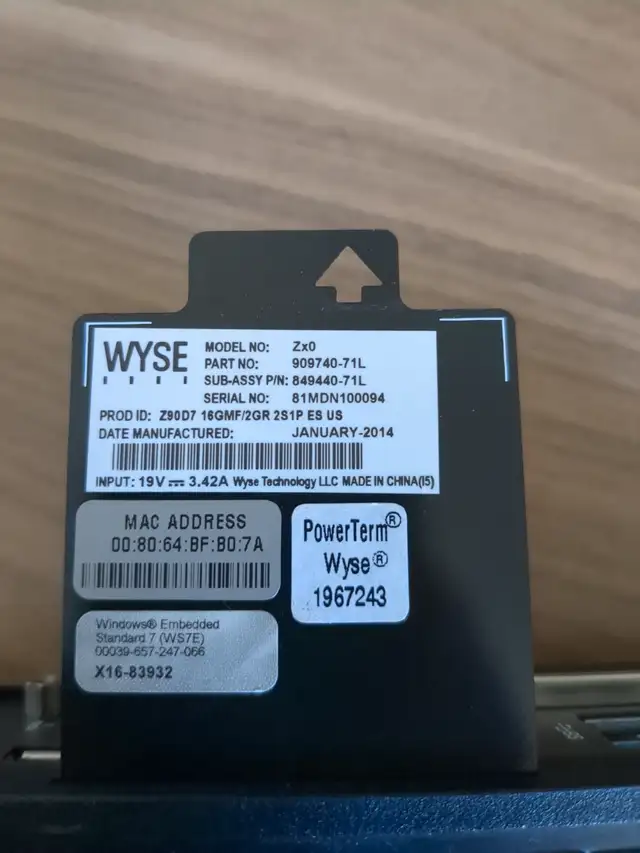 WYSE
MODEL NO: Zx0
PART NO: 909740-71L
SUB-ASSY P/N: 849440-71L
SERIAL NO: 81MDN100094
PROD ID: Z90D7 16GMF/2GR 2S1P ES US
DATE MANUFACTURED: JANUARY-2014
INPUT: 19V ⎓ 3.42A Wyse Technology LLC MADE IN CHINA(I5)
MAC ADDRESS
00:80:64:BF:B0:7A
PowerTerm®
Wyse®
1967243
Windows® Embedded
Standard 7 (WS7E)
00039-657-247-066
X16-83932